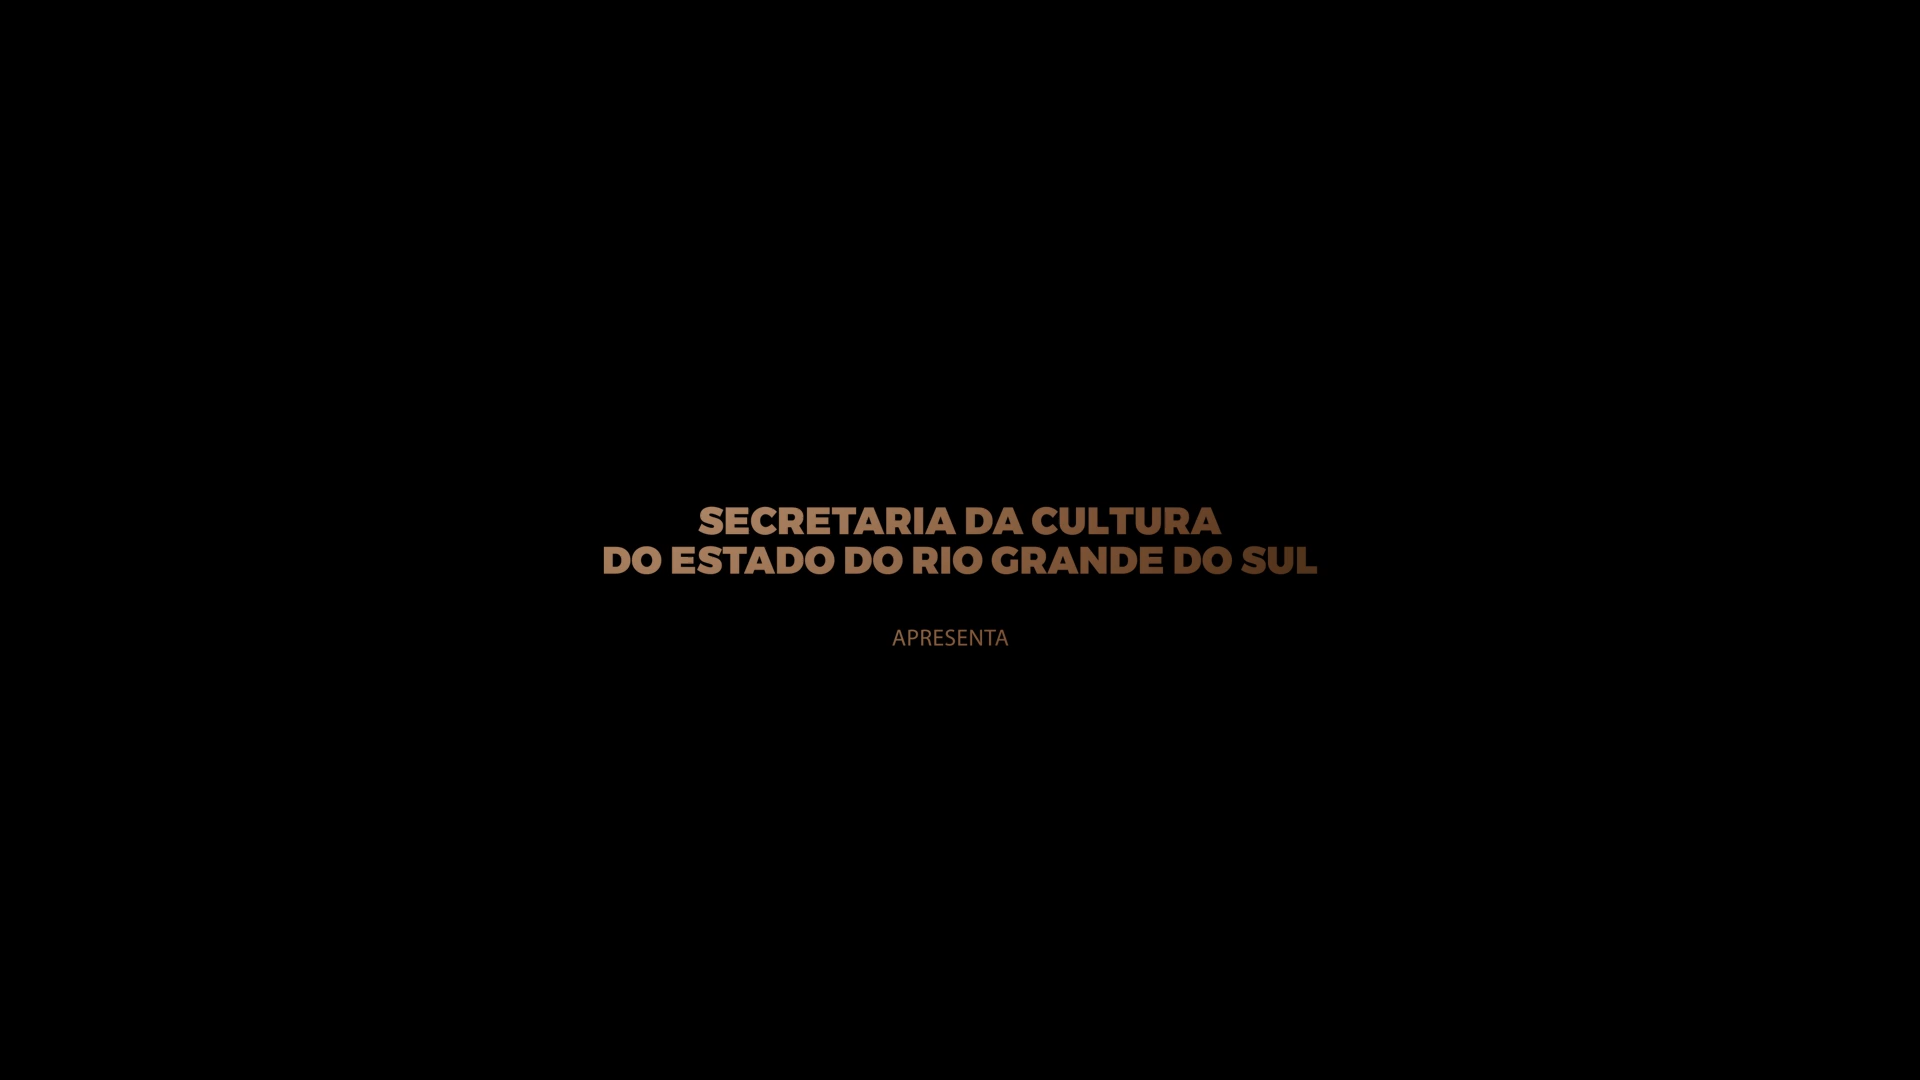 SECRETARIA DA CULTURA
DO ESTADO DO RIO GRANDE DO SUL
APRESENTA